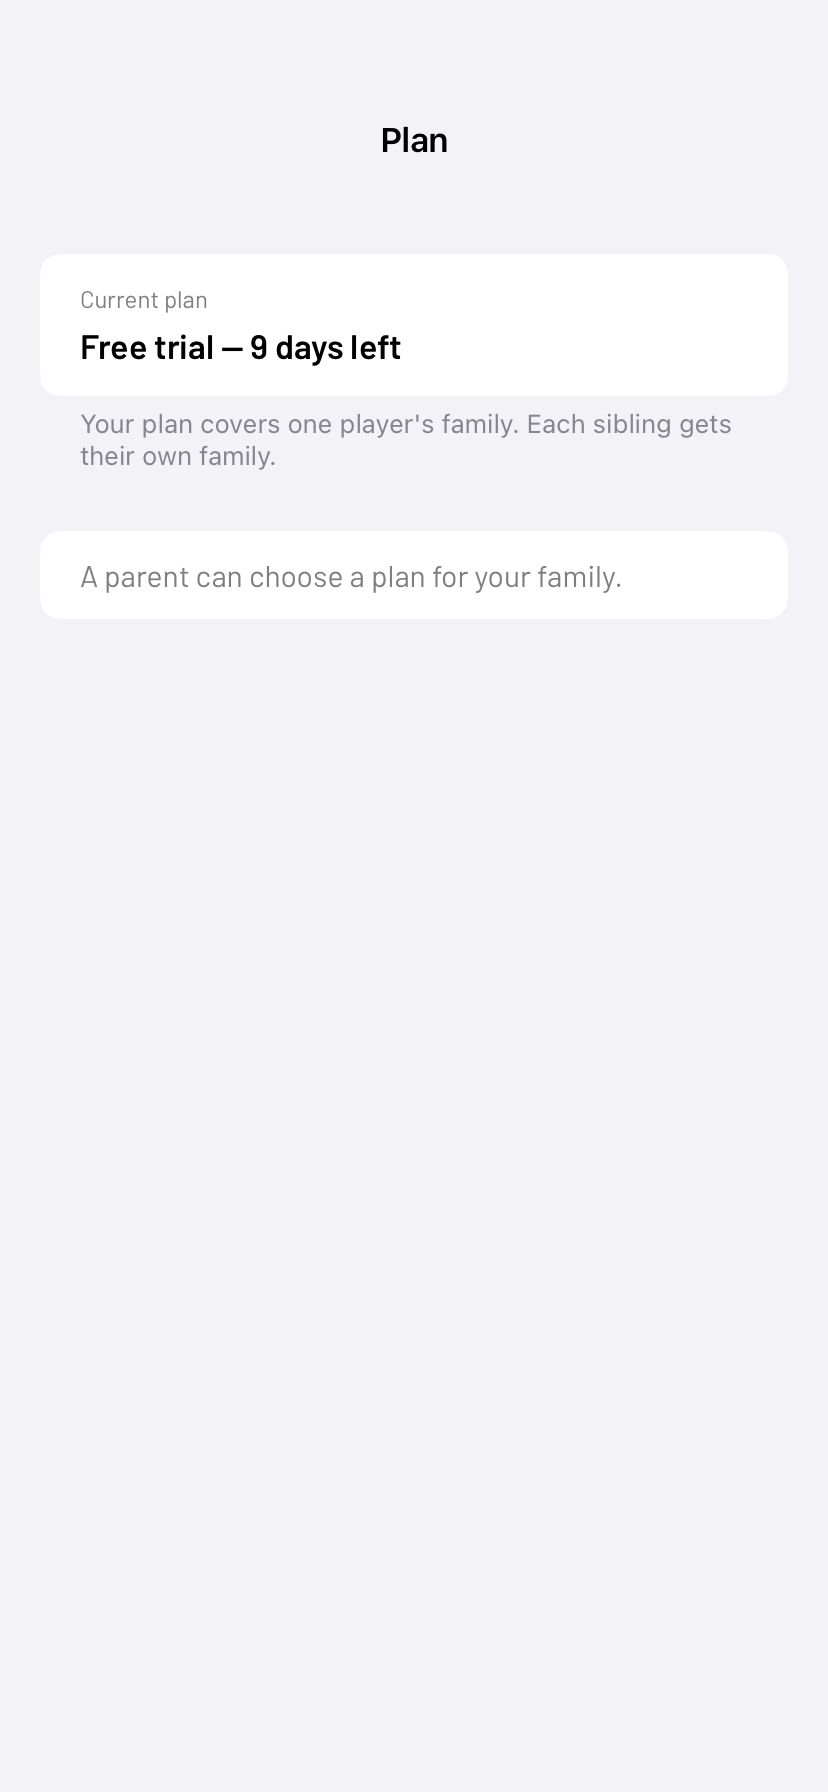 Plan
Current plan
Free trial — 9 days left
Your plan covers one player's family. Each sibling gets
their own family.
A parent can choose a plan for your family.